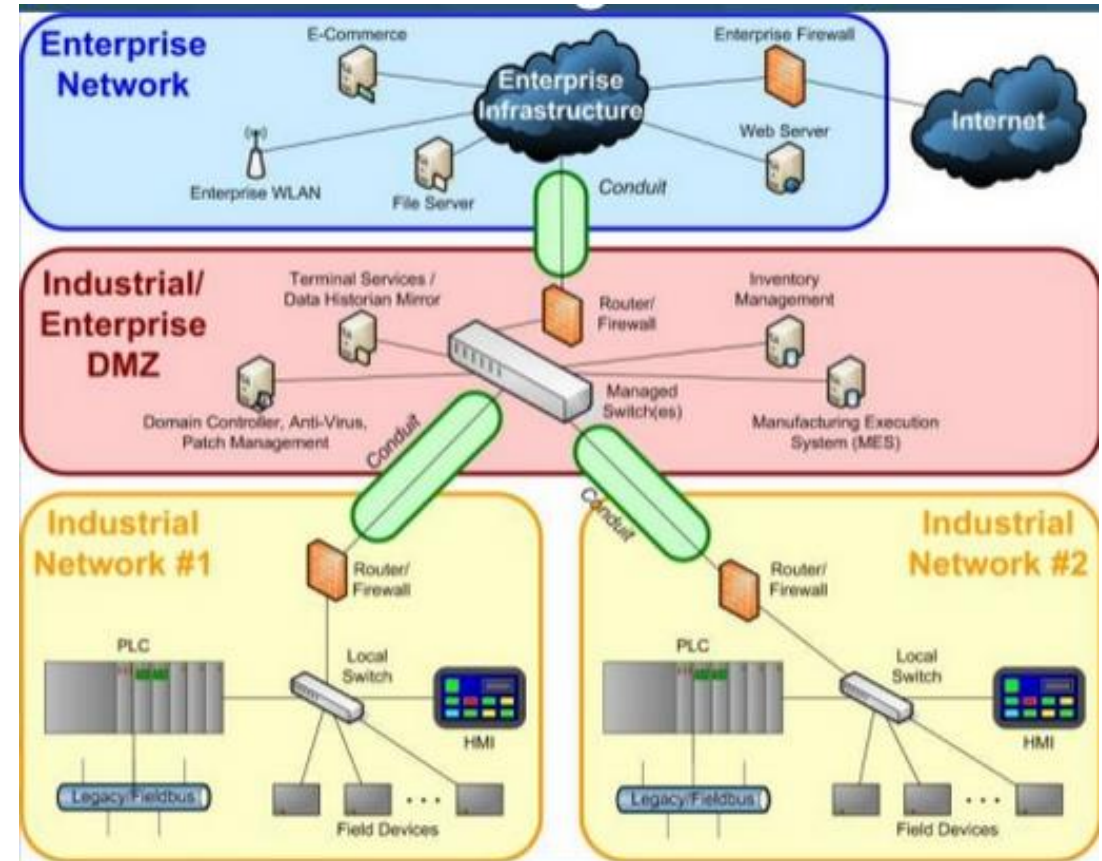 Enterprise
Network
E-Commerce
Enterprise
Infrastructure
Enterprise Firewall
Internet
Web Server
Enterprise WLAN
File Server
Conduit
Industrial/
Enterprise
DMZ
Terminal Services /
Data Historian Mirror
Router/
Firewall
Inventory
Management
Managed
Switch(es)
Domain Controller, Anti-Virus,
Patch Management
Manufacturing Execution
System (MES)
Conduit
Conduit
Industrial
Network #1
Router/
Firewall
PLC
Local
Switch
HMI
Legacy/Fieldbus
Field Devices
Industrial
Network #2
Router/
Firewall
PLC
Local
Switch
HMI
Legacy/Fieldbus
Field Devices